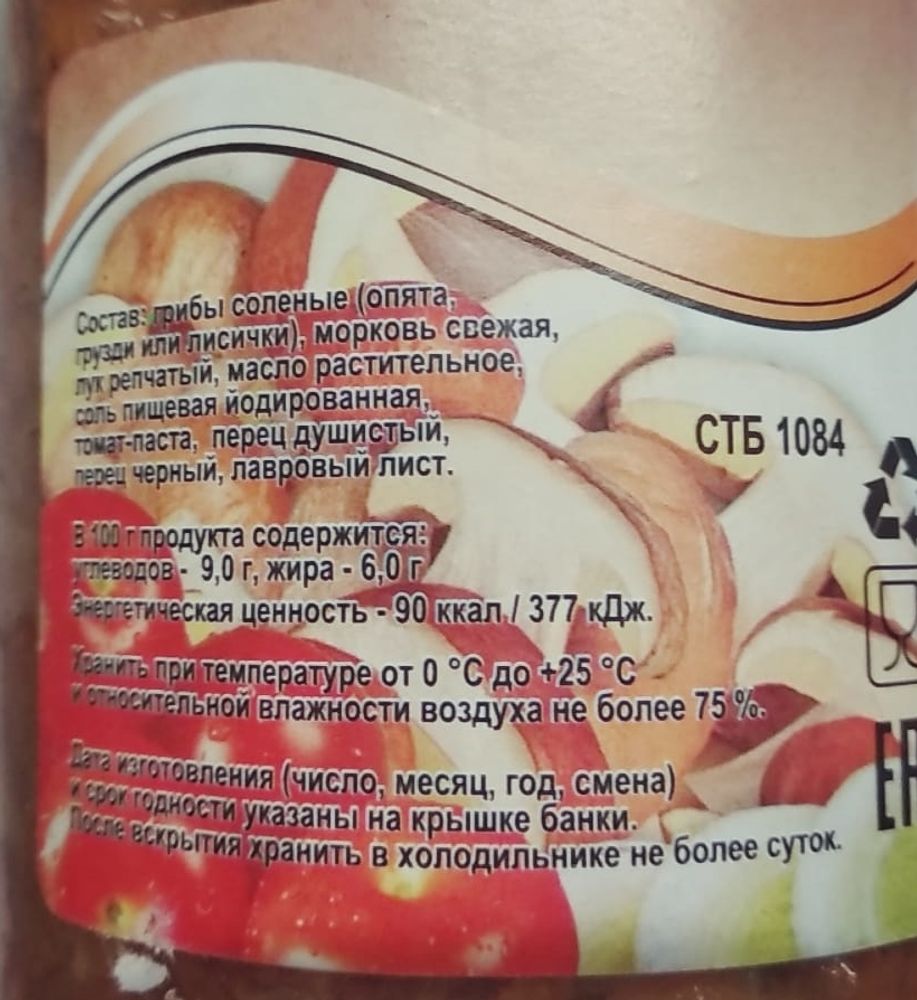 Состав: грибы соленые (опята,
грузди или лисички), морковь свежая,
лук репчатый, масло растительное,
соль пищевая йодированная,
томат-паста, перец душистый,
перец черный, лавровый лист.
СТБ 1084
В 100 г продукта содержится:
углеводов - 9,0 г, жира - 6,0 г
Энергетическая ценность - 90 ккал / 377 кДж.
Хранить при температуре от 0 °С до +25 °С
и относительной влажности воздуха не более 75 %.
Дата изготовления (число, месяц, год, смена)
и срок годности указаны на крышке банки.
После вскрытия хранить в холодильнике не более суток.